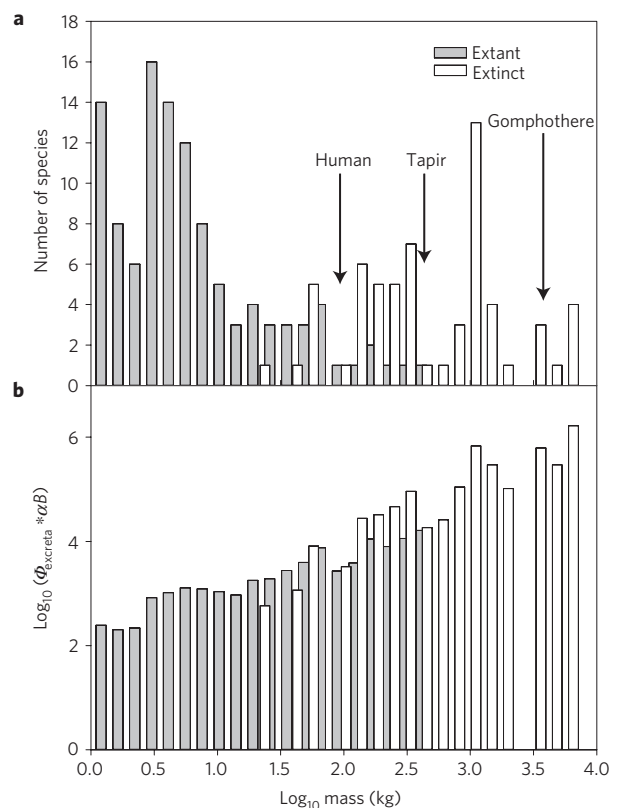 a
18
16
14
12
10
8
6
4
2
0
Number of species
Extant
Extinct
Human
Tapir
Gomphothere
b
6
4
2
0
Log₁₀ (Φexcreta *αB)
0.0 0.5 1.0 1.5 2.0 2.5 3.0 3.5 4.0
Log₁₀ mass (kg)